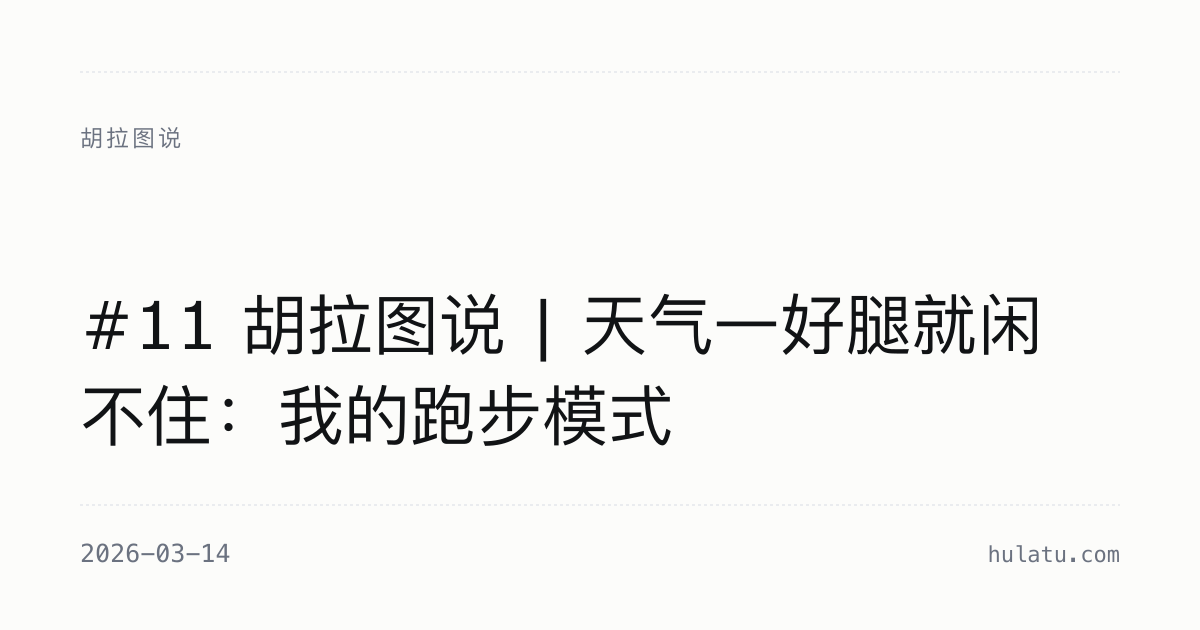 胡拉图说
#11 胡拉图说 | 天气一好腿就闲
不住：我的跑步模式
2026-03-14
hulatu.com